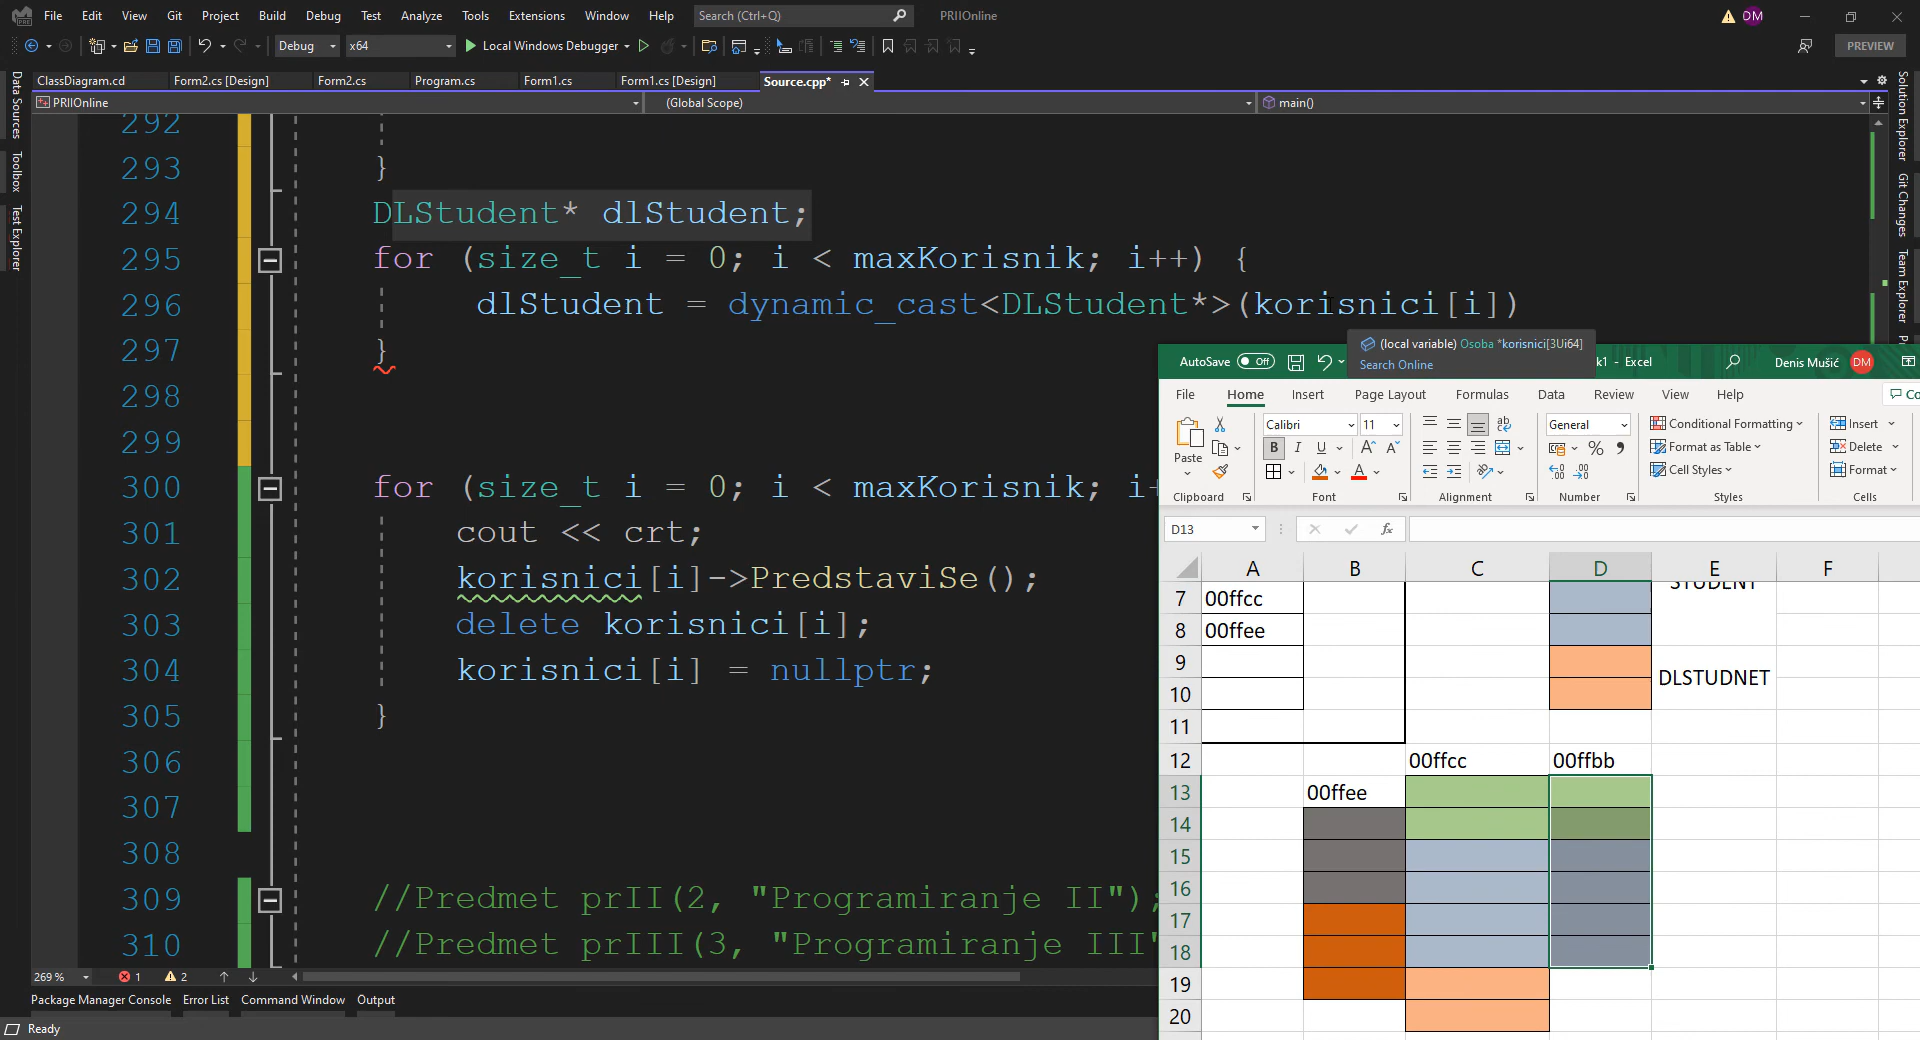 File Edit View Git Project Build Debug Test Analyze Tools Extensions Window Help Search (Ctrl+Q) PRIIOnline DM
Debug x64 Local Windows Debugger PREVIEW
ClassDiagram.cd Form2.cs [Design] Form2.cs Program.cs Form1.cs Form1.cs [Design] Source.cpp*
PRIIOnline (Global Scope) main()
Data Sources
Toolbox
Test Explorer
Solution Explorer
Git Changes
Team Explorer
292
293 }
294 DLStudent* dlStudent;
295 for (size_t i = 0; i < maxKorisnik; i++) {
296 dlStudent = dynamic_cast<DLStudent*>(korisnici[i])
297 }
298
299
300 for (size_t i = 0; i < maxKorisnik; i+
301 cout << crt;
302 korisnici[i]->PredstaviSe();
303 delete korisnici[i];
304 korisnici[i] = nullptr;
305 }
306
307
308
309 //Predmet prII(2, "Programiranje II");
310 //Predmet prIII(3, "Programiranje III"
(local variable) Osoba *korisnici[3Ui64]
Search Online
269 % 1 2
Package Manager Console Error List Command Window Output
Ready
AutoSave Off k1 - Excel Denis Mušić DM
File Home Insert Page Layout Formulas Data Review View Help Co
Paste Calibri 11 General Conditional Formatting Insert
Format as Table Delete
Cell Styles Format
Clipboard Font Alignment Number Styles Cells
D13 fx
A B C D E F
STUDENT
7 00ffcc
8 00ffee
9
DLSTUDNET
10
11
12 00ffcc 00ffbb
13 00ffee
14
15
16
17
18
19
20